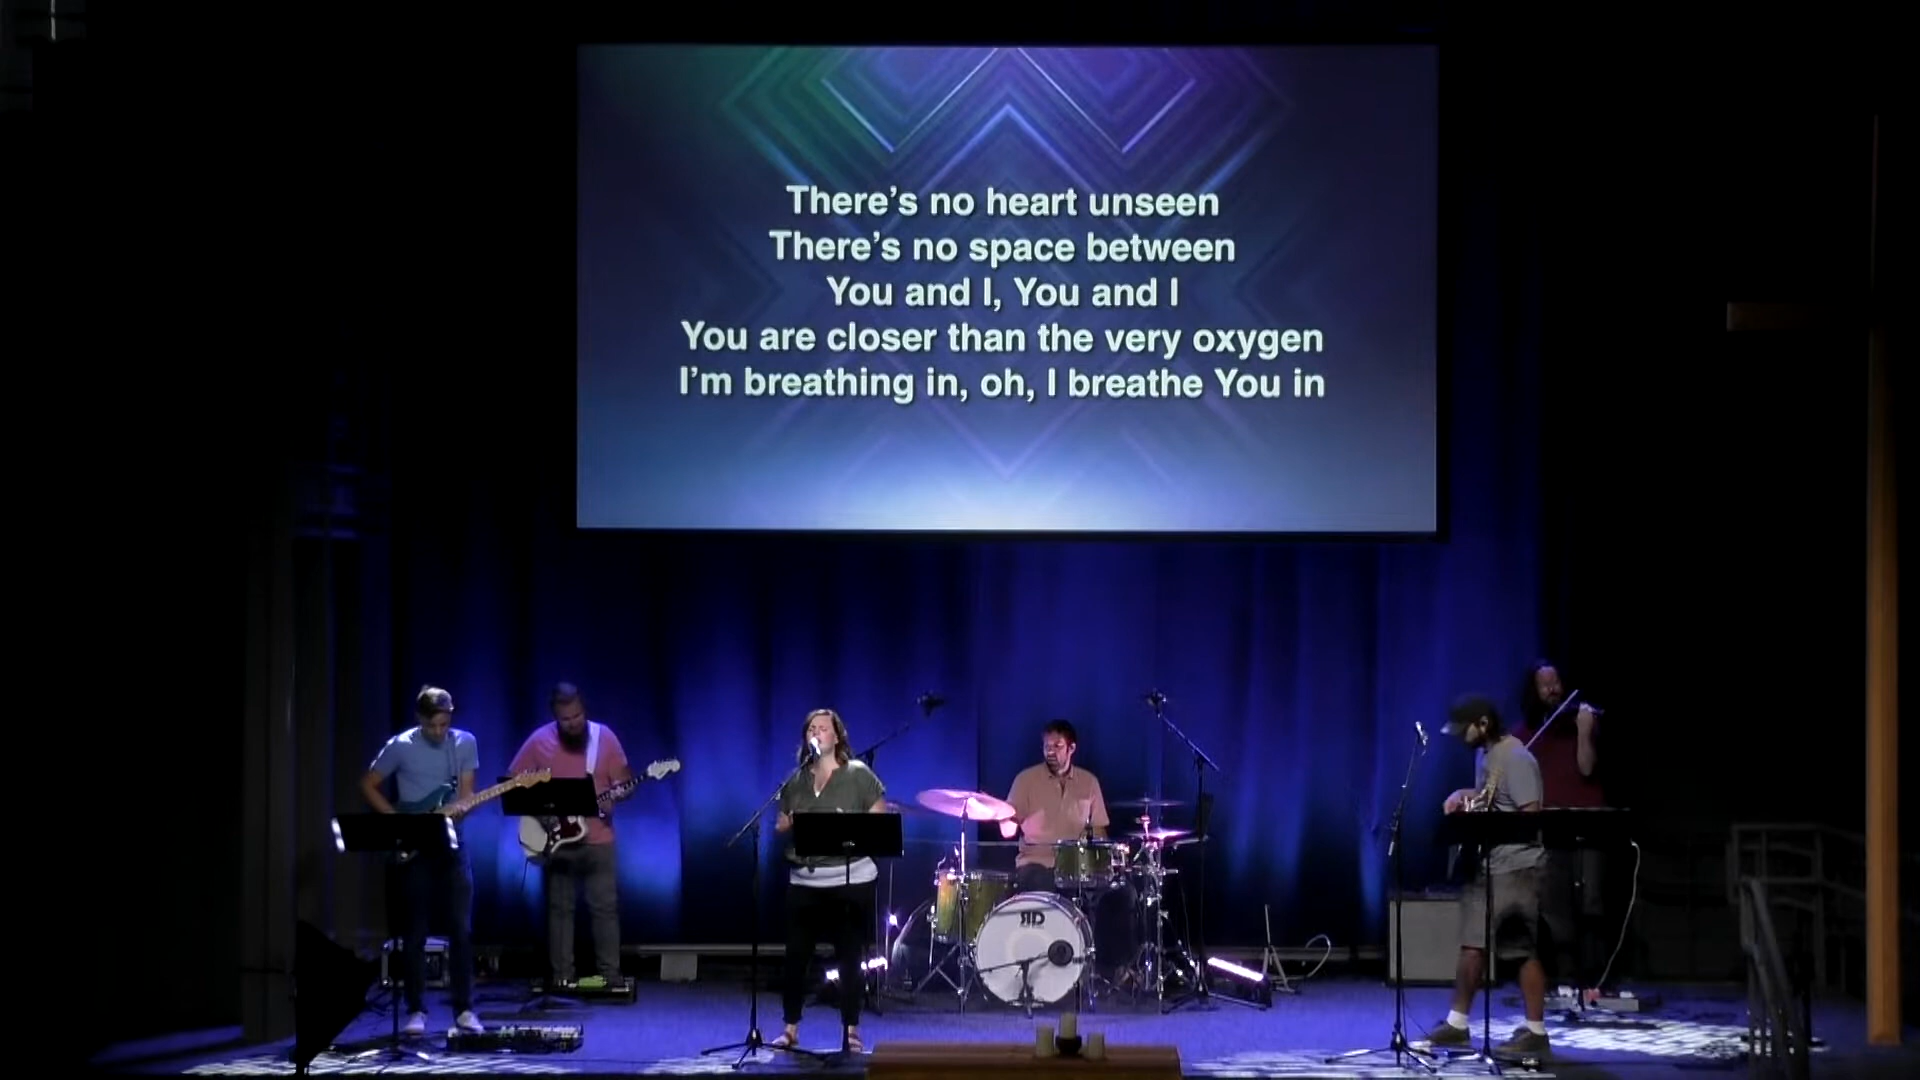 There's no heart unseen
There's no space between
You and I, You and I
You are closer than the very oxygen
I'm breathing in, oh, I breathe You in